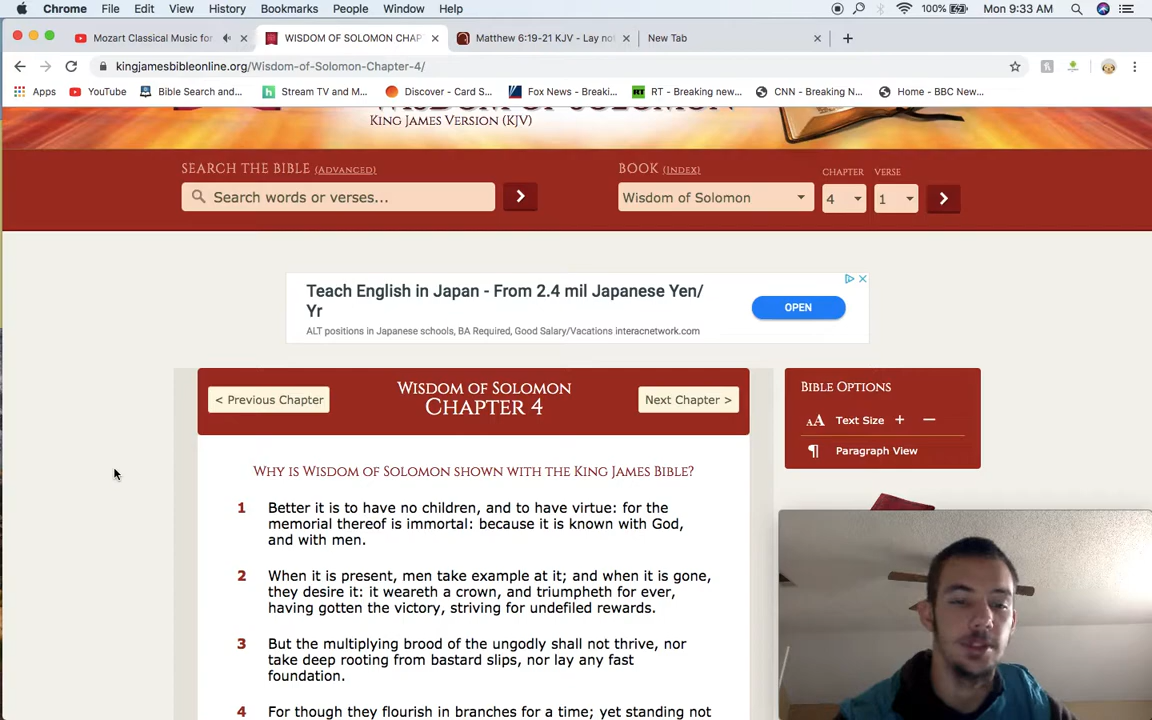 Chrome File Edit View History Bookmarks People Window Help 100% Mon 9:33 AM
Mozart Classical Music for WISDOM OF SOLOMON CHAP Matthew 6:19-21 KJV - Lay no New Tab
kingjamesbibleonline.org/Wisdom-of-Solomon-Chapter-4/
Apps YouTube Bible Search and... Stream TV and M... Discover - Card S... Fox News - Breaki... RT - Breaking new... CNN - Breaking N... Home - BBC New...
WISDOM OF SOLOMON
KING JAMES VERSION (KJV)
SEARCH THE BIBLE (ADVANCED) BOOK (INDEX) CHAPTER VERSE
Search words or verses... Wisdom of Solomon 4 1
Teach English in Japan - From 2.4 mil Japanese Yen/
Yr
OPEN
ALT positions in Japanese schools, BA Required, Good Salary/Vacations interacnetwork.com
< Previous Chapter
WISDOM OF SOLOMON
CHAPTER 4
Next Chapter >
BIBLE OPTIONS
AA Text Size + −
¶ Paragraph View
WHY IS WISDOM OF SOLOMON SHOWN WITH THE KING JAMES BIBLE?
1 Better it is to have no children, and to have virtue: for the
memorial thereof is immortal: because it is known with God,
and with men.
2 When it is present, men take example at it; and when it is gone,
they desire it: it weareth a crown, and triumpheth for ever,
having gotten the victory, striving for undefiled rewards.
3 But the multiplying brood of the ungodly shall not thrive, nor
take deep rooting from bastard slips, nor lay any fast
foundation.
4 For though they flourish in branches for a time; yet standing not